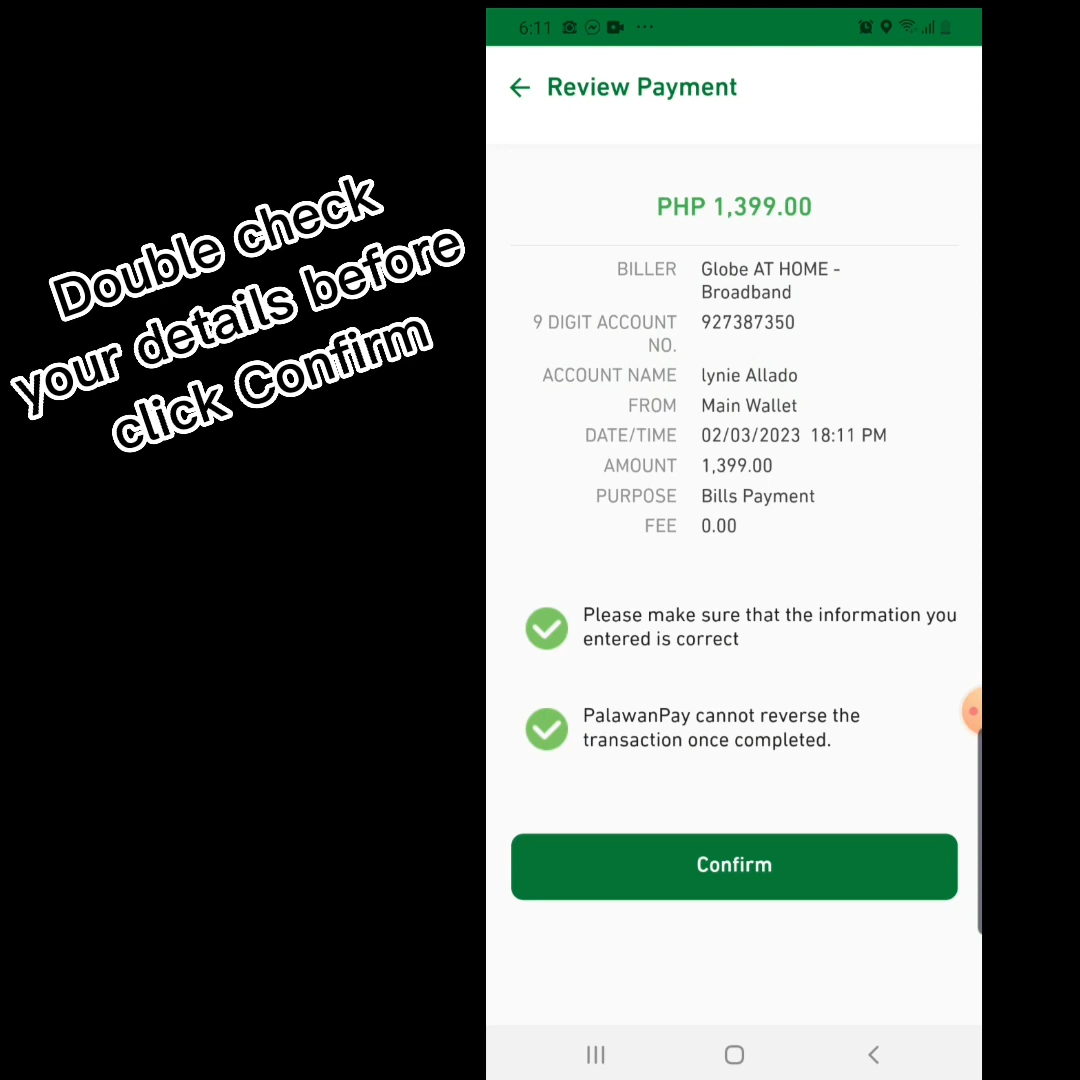 Double check
your details before
click Confirm
6:11
Review Payment
PHP 1,399.00
BILLER Globe AT HOME -
Broadband
9 DIGIT ACCOUNT 927387350
NO.
ACCOUNT NAME lynie Allado
FROM Main Wallet
DATE/TIME 02/03/2023 18:11 PM
AMOUNT 1,399.00
PURPOSE Bills Payment
FEE 0.00
Please make sure that the information you
entered is correct
PalawanPay cannot reverse the
transaction once completed.
Confirm